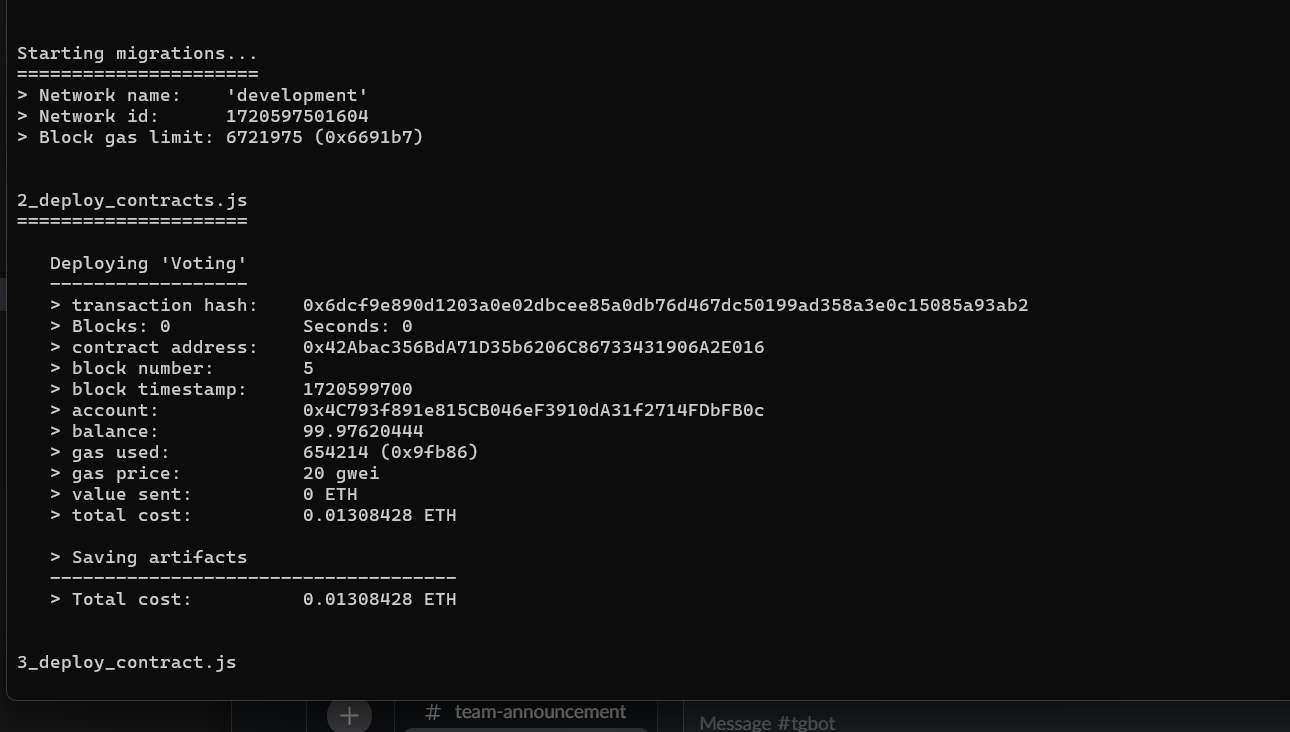 Starting migrations...
======================
> Network name:    'development'
> Network id:      1720597501604
> Block gas limit: 6721975 (0x6691b7)
2_deploy_contracts.js
=====================
   Deploying 'Voting'
   ------------------
   > transaction hash:    0x6dcf9e890d1203a0e02dbcee85a0db76d467dc50199ad358a3e0c15085a93ab2
   > Blocks: 0            Seconds: 0
   > contract address:    0x42Abac356BdA71D35b6206C86733431906A2E016
   > block number:        5
   > block timestamp:     1720599700
   > account:             0x4C793f891e815CB046eF3910dA31f2714FDbFB0c
   > balance:             99.97620444
   > gas used:            654214 (0x9fb86)
   > gas price:           20 gwei
   > value sent:          0 ETH
   > total cost:          0.01308428 ETH
   > Saving artifacts
   -------------------------------------
   > Total cost:          0.01308428 ETH
3_deploy_contract.js
# team-announcement
Message #tgbot